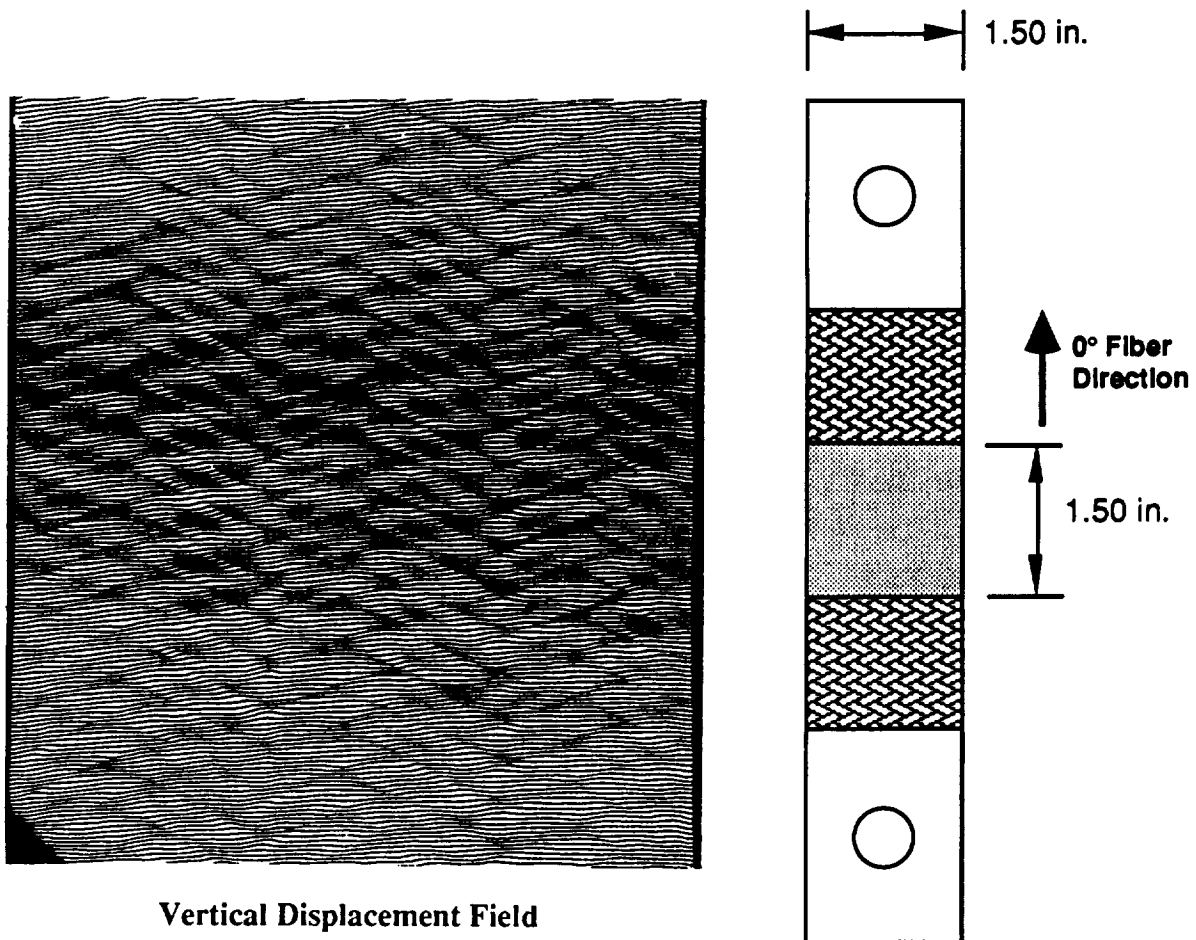 1.50 in.
0° Fiber
Direction
1.50 in.
Vertical Displacement Field